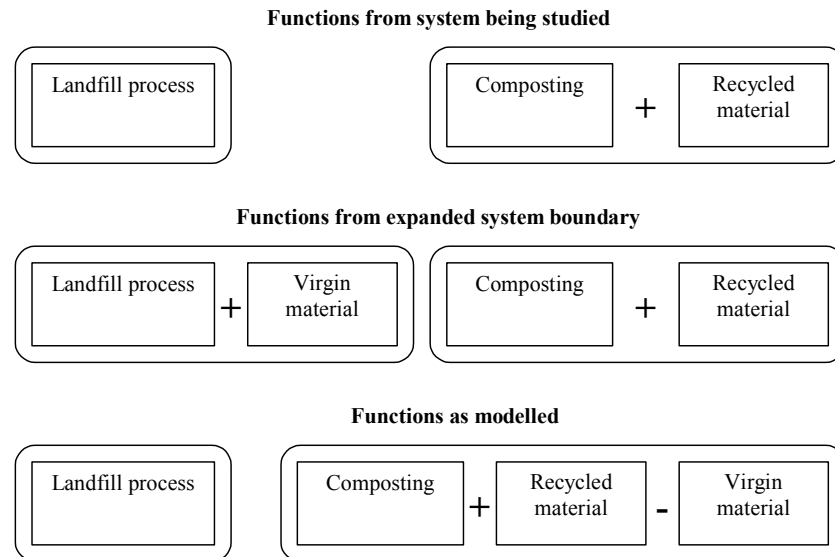 Functions from system being studied
Landfill process
Composting
+
Recycled
material
Functions from expanded system boundary
Landfill process
+
Virgin
material
Composting
+
Recycled
material
Functions as modelled
Landfill process
Composting
+
Recycled
material
-
Virgin
material